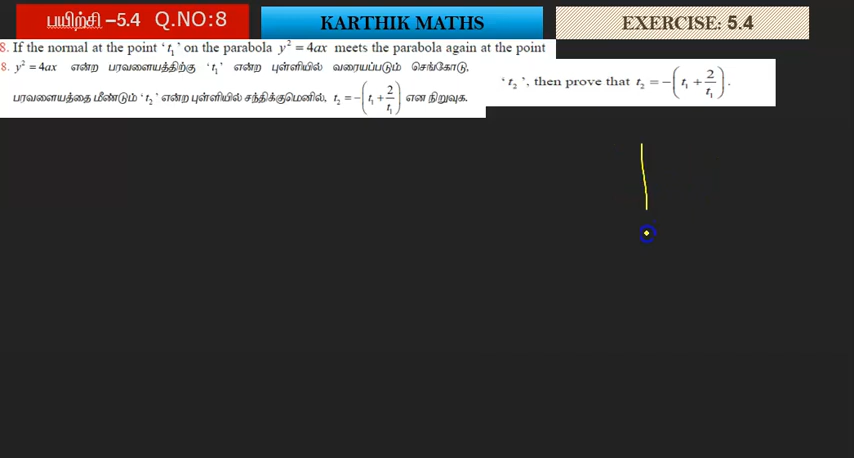 பயிற்சி –5.4 Q.NO:8
KARTHIK MATHS
EXERCISE: 5.4
8. If the normal at the point ‘t₁’ on the parabola y² = 4ax meets the parabola again at the point
‘t₂’, then prove that t₂ = −(t₁ + 2/t₁).
8. y² = 4ax என்ற பரவளையத்திற்கு ‘t₁’ என்ற புள்ளியில் வரையப்படும் செங்கோடு,
பரவளையத்தை மீண்டும் ‘t₂’ என்ற புள்ளியில் சந்திக்குமெனில், t₂ = −(t₁ + 2/t₁) என நிறுவுக.